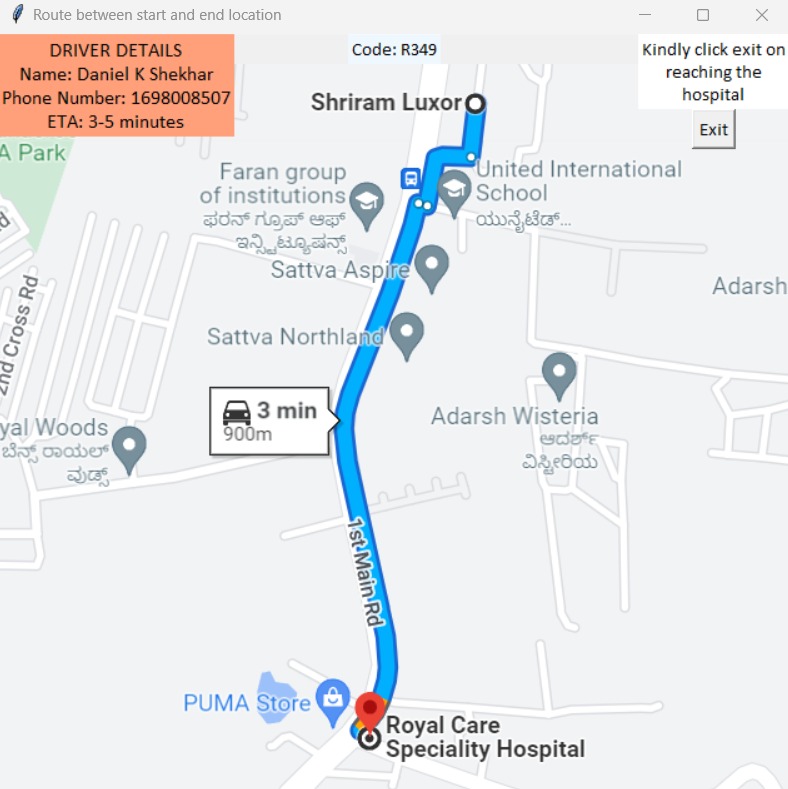 Route between start and end location
DRIVER DETAILS
Name: Daniel K Shekhar
Phone Number: 1698008507
ETA: 3-5 minutes
Code: R349
Kindly click exit on
reaching the
hospital
Exit
Shriram Luxor
A Park
Faran group
of institutions
ಫರನ್ ಗ್ರೂಪ್ ಆಫ್
ಇನ್ಸ್ಟಿಟ್ಯೂಷನ್ಸ್
United International
School
ಯುನೈಟೆಡ್...
Sattva Aspire
Adarsh
2nd Cross Rd
Sattva Northland
3 min
900m
Adarsh Wisteria
ಆದರ್ಶ್
ವಿಸ್ಟೀರಿಯ
yal Woods
ಬೆನ್ಸ್ ರಾಯಲ್
ವುಡ್ಸ್
1st Main Rd
PUMA Store
Royal Care
Speciality Hospital